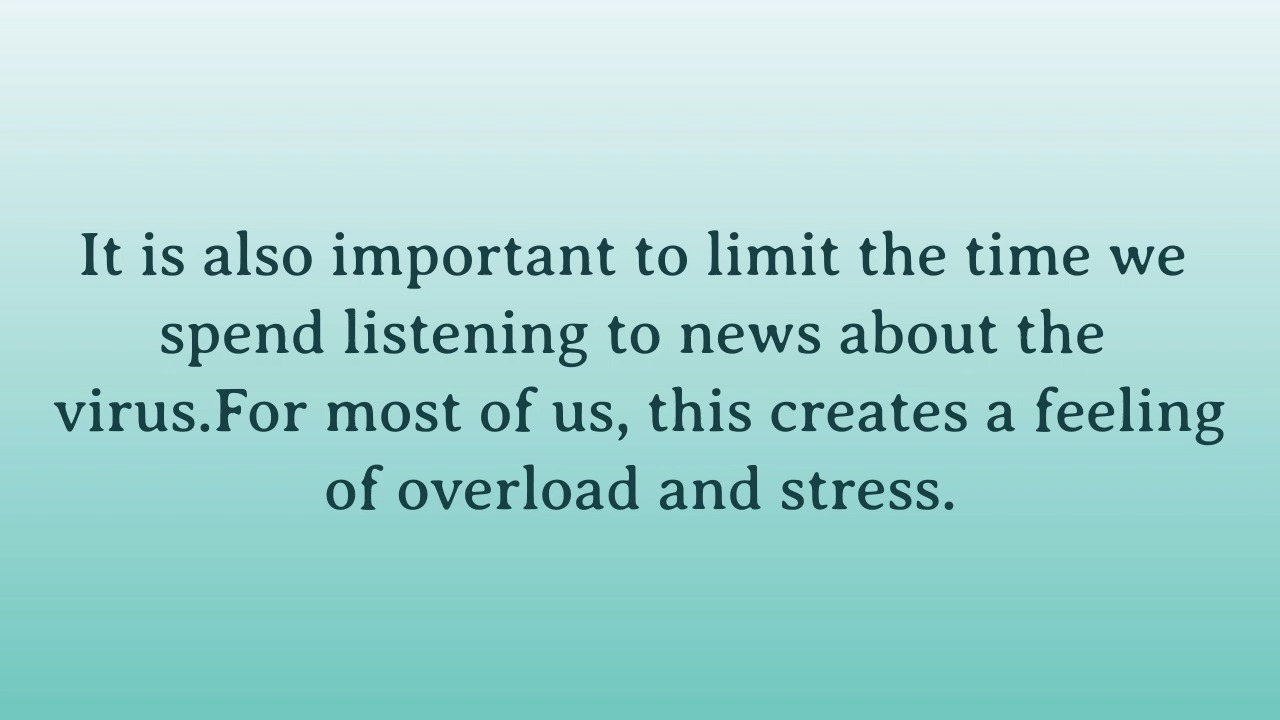 It is also important to limit the time we
spend listening to news about the
virus.For most of us, this creates a feeling
of overload and stress.